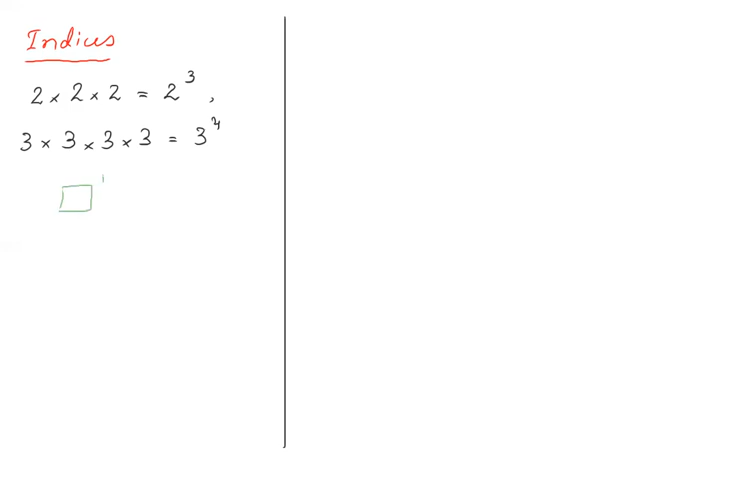 Indices
2 × 2 × 2 = 2³ ,
3 × 3 × 3 × 3 = 3⁴